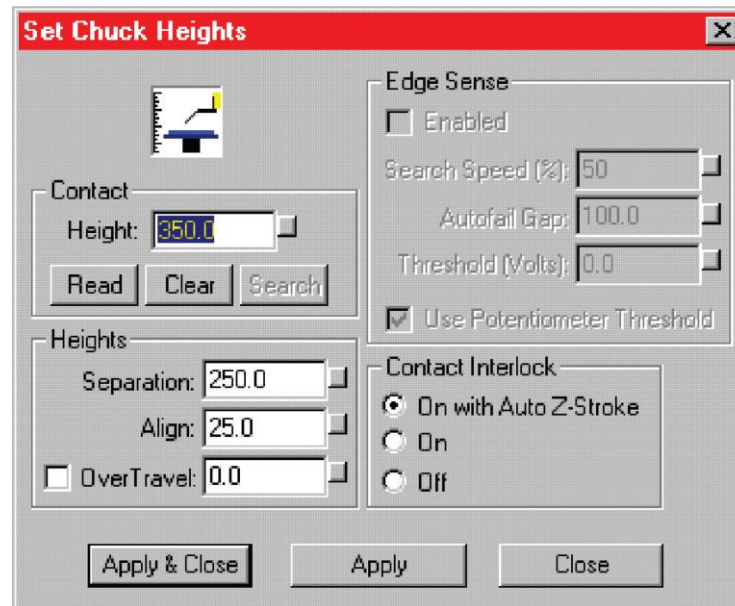 Set Chuck Heights
Contact
Height: 350.0
Read Clear Search
Heights
Separation: 250.0
Align: 25.0
OverTravel: 0.0
Edge Sense
Enabled
Search Speed (%): 50
Autofail Gap: 100.0
Threshold (Volts): 0.0
Use Potentiometer Threshold
Contact Interlock
On with Auto Z-Stroke
On
Off
Apply & Close Apply Close